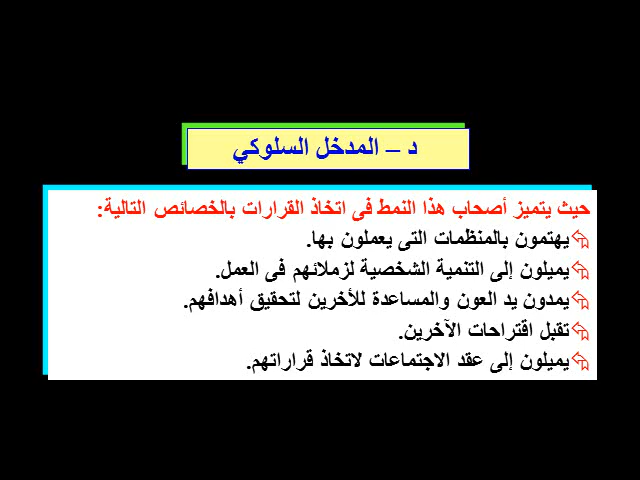 د – المدخل السلوكي
حيث يتميز أصحاب هذا النمط فى اتخاذ القرارات بالخصائص التالية:
يهتمون بالمنظمات التى يعملون بها.
يميلون إلى التنمية الشخصية لزملائهم فى العمل.
يمدون يد العون والمساعدة للأخرين لتحقيق أهدافهم.
تقبل اقتراحات الآخرين.
يميلون إلى عقد الاجتماعات لاتخاذ قراراتهم.